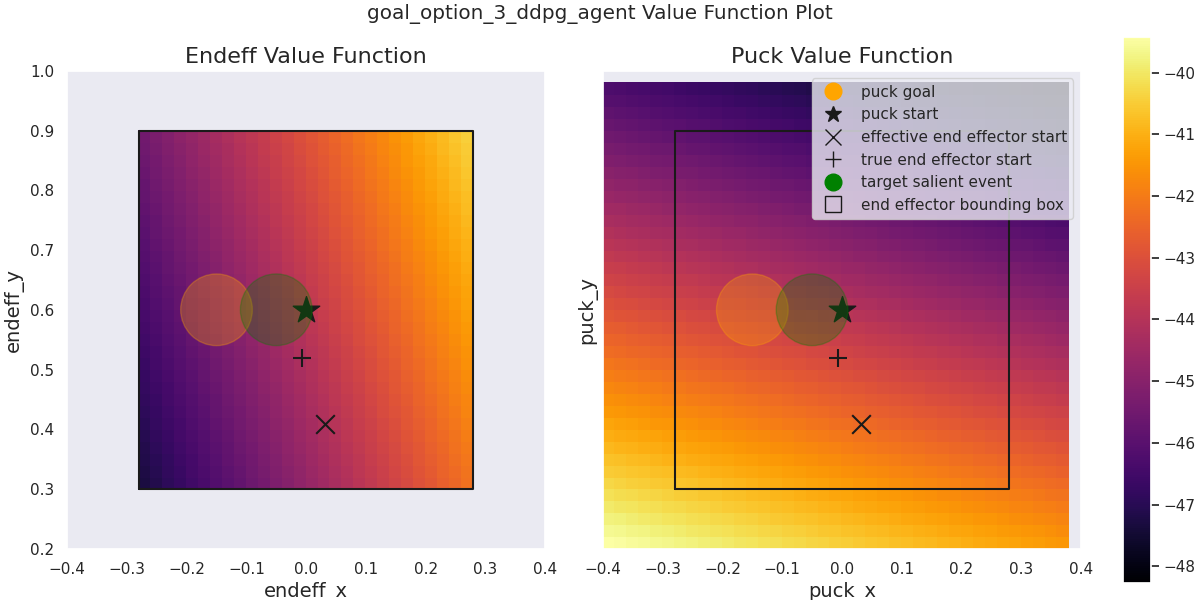 goal_option_3_ddpg_agent Value Function Plot
Endeff Value Function
1.0
0.9
0.8
0.7
0.6
0.5
0.4
0.3
0.2
endeff_y
−0.4 −0.3 −0.2 −0.1 0.0 0.1 0.2 0.3 0.4
endeff_x
Puck Value Function
puck goal
puck start
effective end effector start
true end effector start
target salient event
end effector bounding box
puck_y
−0.4 −0.3 −0.2 −0.1 0.0 0.1 0.2 0.3 0.4
puck_x
−40
−41
−42
−43
−44
−45
−46
−47
−48